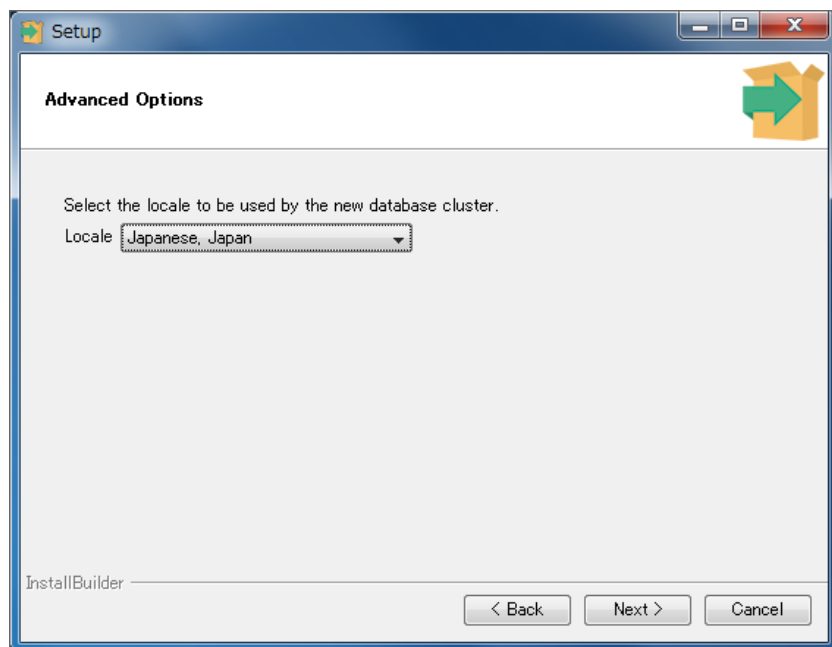 Setup
Advanced Options
Select the locale to be used by the new database cluster.
Locale Japanese, Japan
InstallBuilder
< Back Next > Cancel